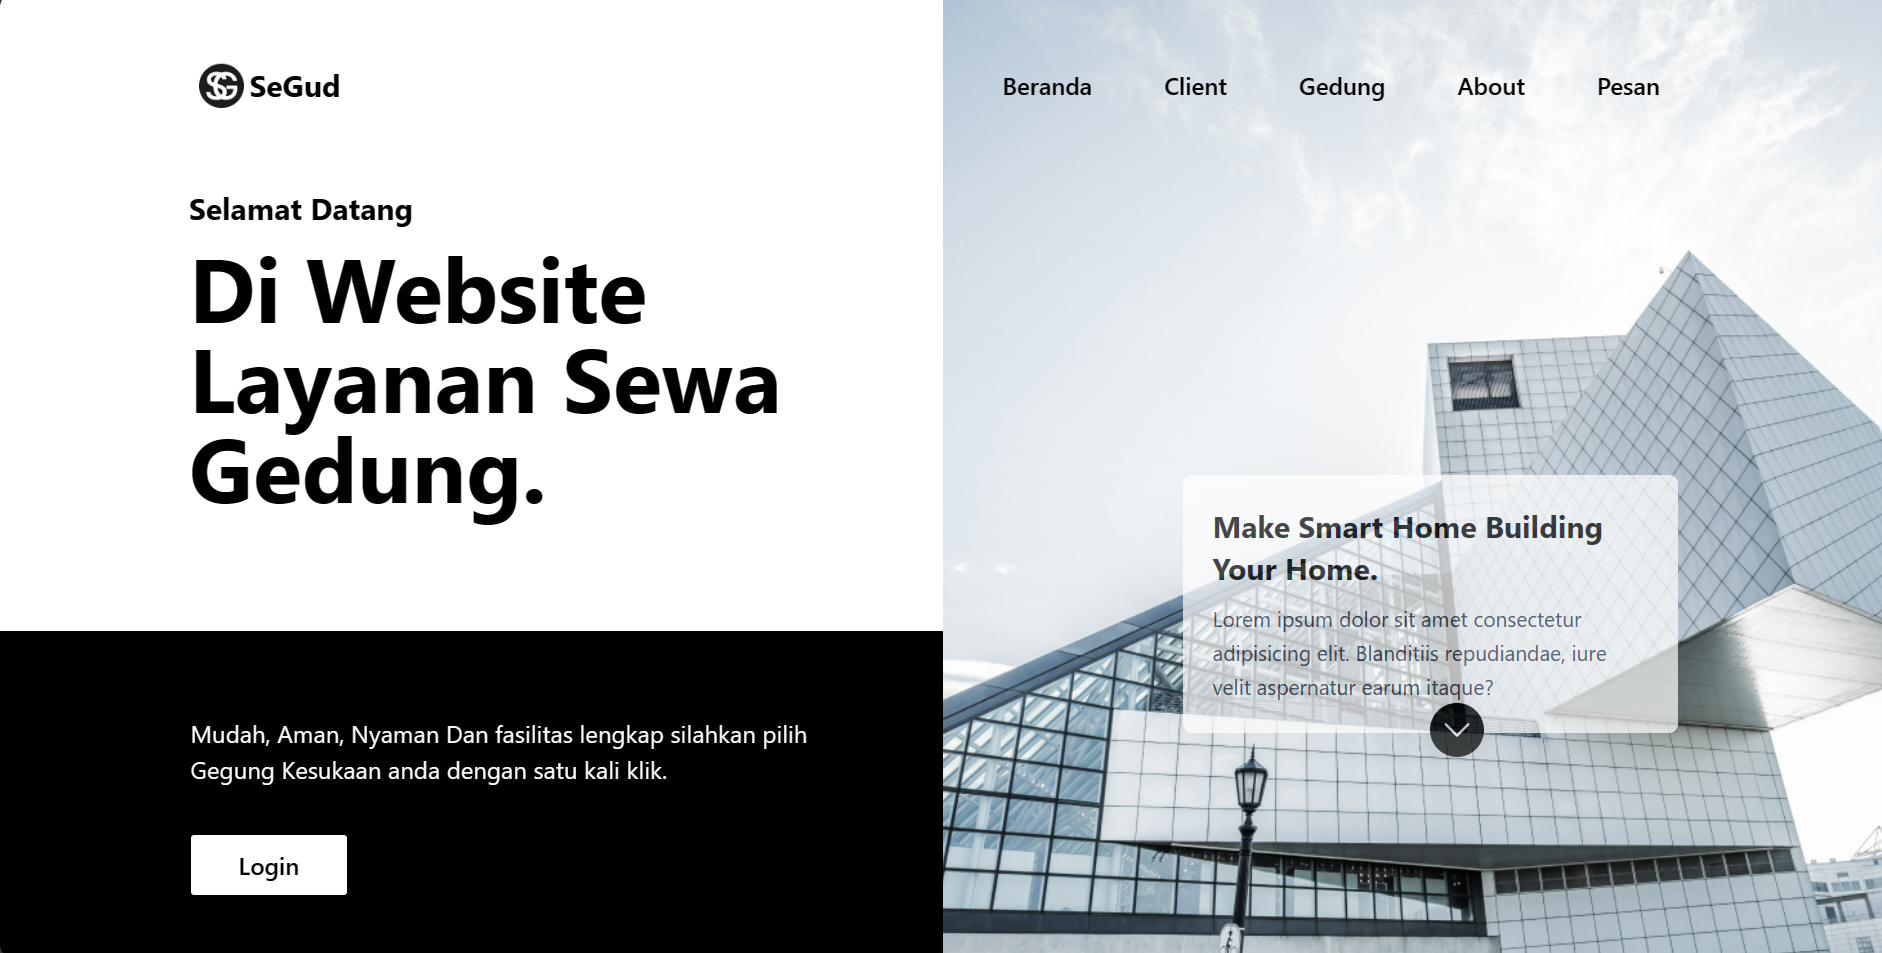 SG SeGud
Beranda Client Gedung About Pesan
Selamat Datang
Di Website
Layanan Sewa
Gedung.
Make Smart Home Building
Your Home.
Lorem ipsum dolor sit amet consectetur
adipisicing elit. Blanditiis repudiandae, iure
velit aspernatur earum itaque?
Mudah, Aman, Nyaman Dan fasilitas lengkap silahkan pilih
Gegung Kesukaan anda dengan satu kali klik.
Login